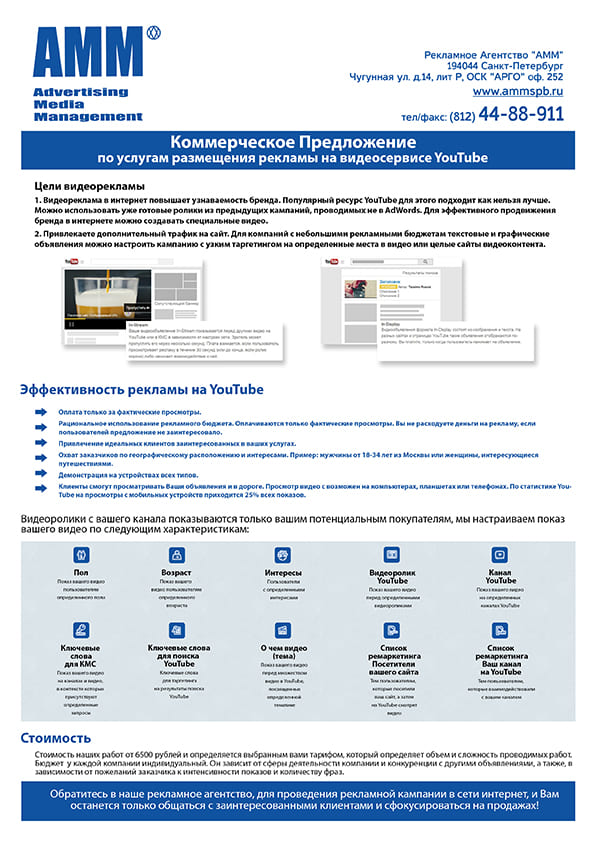 AMM
Advertising
Media
Management
Рекламное Агентство "АММ"
194044 Санкт-Петербург
Чугунная ул. д.14, лит Р, ОСК "АРГО" оф. 252
www.ammspb.ru
тел/факс: (812) 44-88-911
Коммерческое Предложение
по услугам размещения рекламы на видеосервисе YouTube
Цели видеорекламы
1. Видеореклама в интернет повышает узнаваемость бренда. Популярный ресурс YouTube для этого подходит как нельзя лучше.
Можно использовать уже готовые ролики из предыдущих кампаний, проводимых не в AdWords. Для эффективного продвижения
бренда в интернете можно создавать специальные видео.
2. Привлекаете дополнительный трафик на сайт. Для компаний с небольшими рекламными бюджетам текстовые и графические
объявления можно настроить кампанию с узким таргетингом на определенные места в видео или целые сайты видеоконтента.
YouTube
Пропустить
Сопутствующий баннер
In-Stream
YouTube
Результаты поиска
In-Display
Эффективность рекламы на YouTube
Оплата только за фактические просмотры.
Рациональное использование рекламного бюджета. Оплачиваются только фактические просмотры. Вы не расходуете деньги на рекламу, если
пользователей предложение не заинтересовало.
Привлечение идеальных клиентов заинтересованных в ваших услугах.
Охват заказчиков по географическому расположению и интересами. Пример: мужчины от 18-34 лет из Москвы или женщины, интересующиеся
путешествиями.
Демонстрация на устройствах всех типов.
Клиенты смогут просматривать Ваши объявления и в дороге. Просмотр видео с возможен на компьютерах, планшетах или телефонах. По статистике You-
Tube на просмотры с мобильных устройств приходится 25% всех показов.
Видеоролики с вашего канала показываются только вашим потенциальным покупателям, мы настраиваем показ
вашего видео по следующим характеристикам:
Пол
Показ вашего видео
пользователям
определенного пола
Возраст
Показ вашего
видео пользователям
определенного
возраста
Интересы
Пользователи
с определенными
интересами
Видеоролик
YouTube
Показ вашего видео
перед определенными
видеороликами
Канал
YouTube
Показ вашего видео
на определенных
каналах YouTube
Ключевые
слова
для КМС
Показ вашего видео
на каналах и видео,
в контексте которых
присутствуют
определенные
запросы
Ключевые слова
для поиска
YouTube
Ключевые слова
для таргетинга
на результаты поиска
YouTube
О чем видео
(тема)
Показ вашего видео
перед множеством
видео в YouTube,
посвященных
определенной
тематике
Список
ремаркетинга
Посетители
вашего сайта
Тем пользователям,
которые посетили
ваш сайт, а затем
на YouTube смотрят
видео
Список
ремаркетинга
Ваш канал
на YouTube
Тем пользователям,
которые взаимодействовали
с вашим каналом
Стоимость
Стоимость наших работ от 6500 рублей и определяется выбранным вами тарифом, который определяет объем и сложность проводимых работ.
Бюджет у каждой компании индивидуальный. Он зависит от сферы деятельности компании и конкуренции с другими объявлениями, а также, в
зависимости от пожеланий заказчика к интенсивности показов и количеству фраз.
Обратитесь в наше рекламное агентство, для проведения рекламной кампании в сети интернет, и Вам
останется только общаться с заинтересованными клиентами и сфокусироваться на продажах!